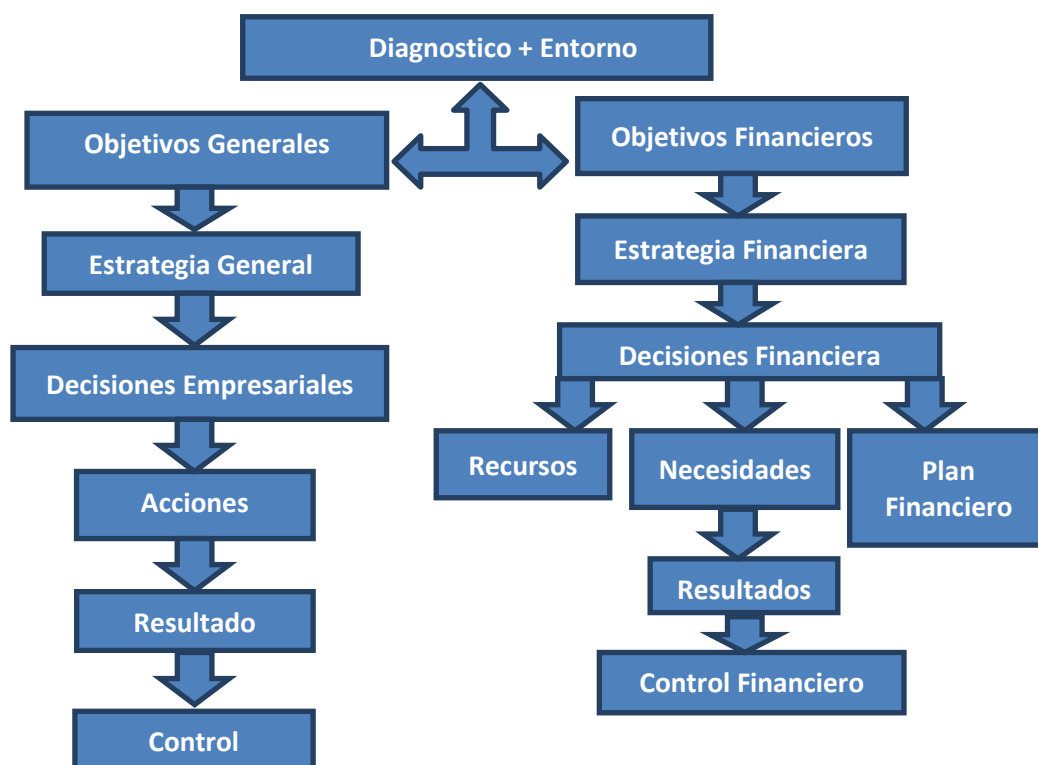 Diagnostico + Entorno
Objetivos Generales
Estrategia General
Decisiones Empresariales
Acciones
Resultado
Control
Objetivos Financieros
Estrategia Financiera
Decisiones Financiera
Recursos
Necesidades
Plan
Financiero
Resultados
Control Financiero